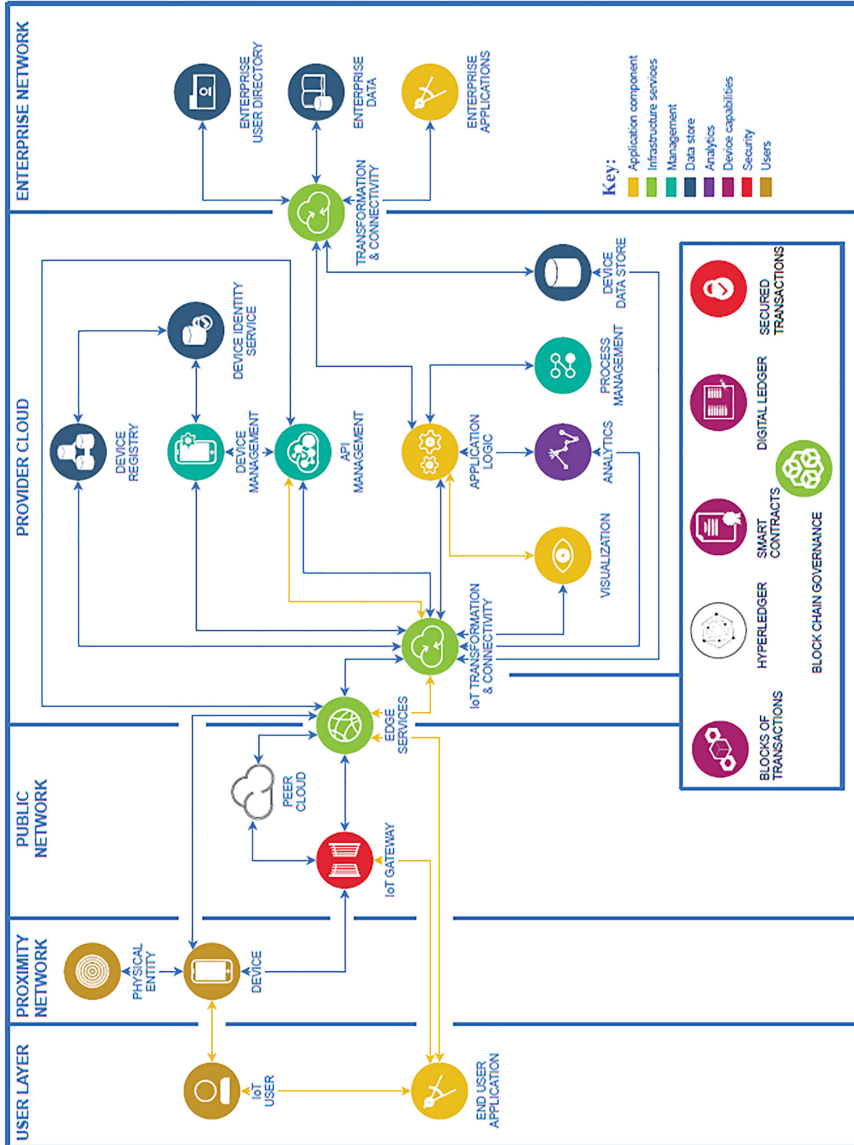 USER LAYER
PROXIMITY
NETWORK
PUBLIC
NETWORK
PROVIDER CLOUD
ENTERPRISE NETWORK
IoT
USER
END USER
APPLICATION
PHYSICAL
ENTITY
DEVICE
PEER
CLOUD
IoT GATEWAY
EDGE
SERVICES
DEVICE
REGISTRY
DEVICE IDENTITY
SERVICE
DEVICE
MANAGEMENT
API
MANAGEMENT
IoT TRANSFORMATION
& CONNECTIVITY
APPLICATION
LOGIC
VISUALIZATION
ANALYTICS
PROCESS
MANAGEMENT
DEVICE
DATA STORE
TRANSFORMATION
& CONNECTIVITY
ENTERPRISE
USER DIRECTORY
ENTERPRISE
DATA
ENTERPRISE
APPLICATIONS
BLOCKS OF
TRANSACTIONS
HYPERLEDGER
SMART
CONTRACTS
DIGITAL LEDGER
SECURED
TRANSACTIONS
BLOCK CHAIN GOVERNANCE
Key:
Application component
Infrastructure services
Management
Data store
Analytics
Device capabilities
Security
Users